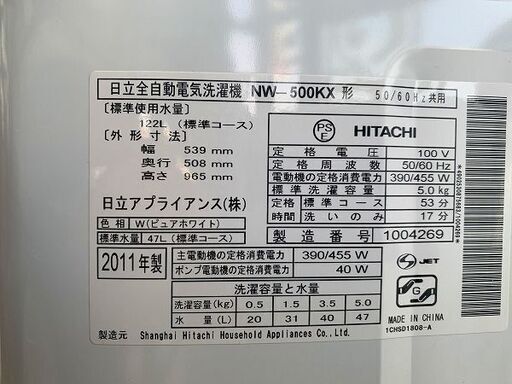 日立全自動電気洗濯機 NW-500KX 形 50/60Hz共用
〔標準使用水量〕
122L（標準コース）
〔外形寸法〕
幅 539 mm
奥行 508 mm
高さ 965 mm
日立アプライアンス(株)
色相 W(ピュアホワイト)
標準水量 47L（標準コース）
PS
E
HITACHI
定格電圧 100 V
定格周波数 50/60 Hz
電動機の定格消費電力 390/455 W
標準洗濯容量 5.0 kg
定格 標準コース 53 分
時間 洗いのみ 17 分
製造番号 1004269
2011年製
主電動機の定格消費電力 390/455 W
ポンプ電動機の定格消費電力 40 W
S JET
洗濯容量と水量
洗濯容量(kg) 0.5 1.5 3.5 5.0
水量(L) 20 31 40 47
G
MADE IN CHINA
製造元 Shanghai Hitachi Household Appliances Co., Ltd.
1CHSD1808-A